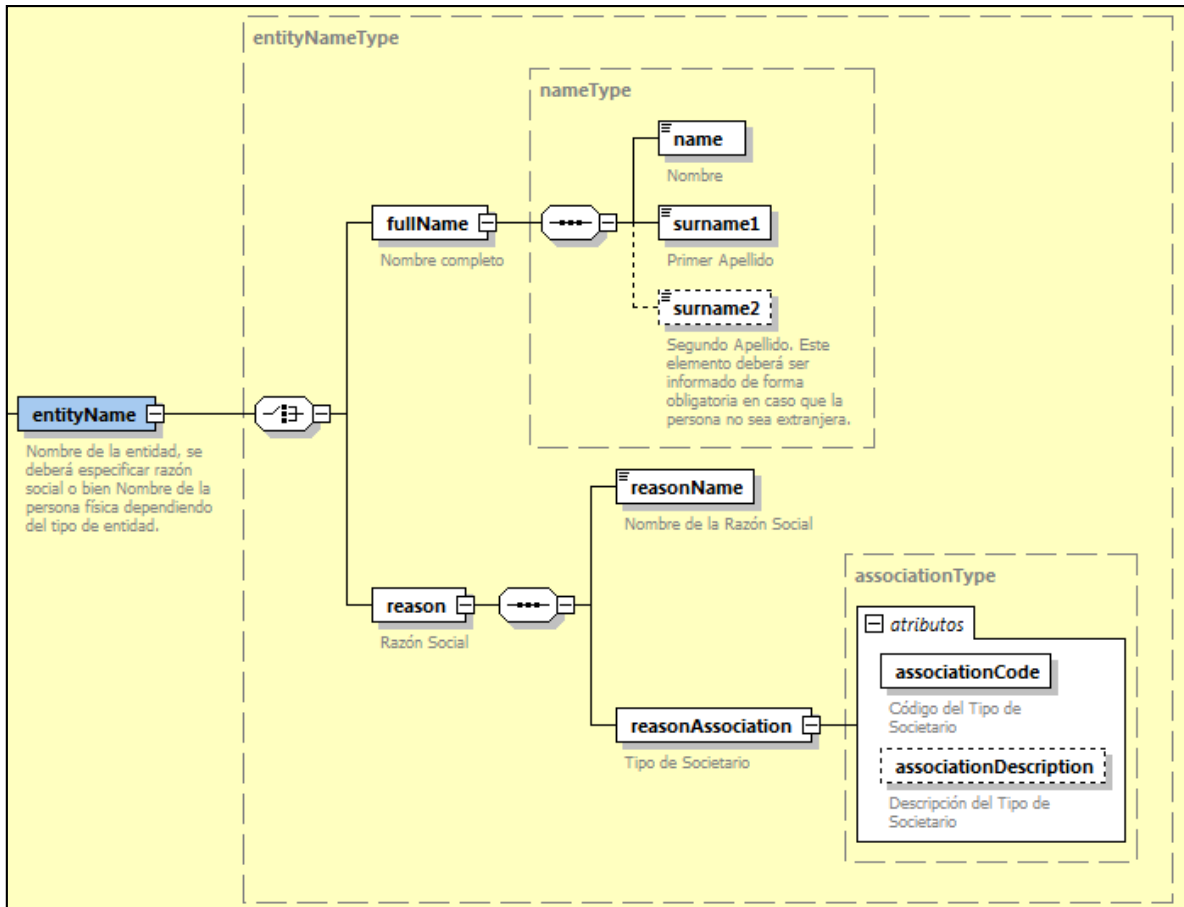 entityNameType
nameType
name
Nombre
fullName
Nombre completo
surname1
Primer Apellido
surname2
Segundo Apellido. Este
elemento deberá ser
informado de forma
obligatoria en caso que la
persona no sea extranjera.
entityName
Nombre de la entidad, se
deberá especificar razón
social o bien Nombre de la
persona física dependiendo
del tipo de entidad.
reasonName
Nombre de la Razón Social
associationType
reason
Razón Social
atributos
associationCode
Código del Tipo de
Societario
reasonAssociation
Tipo de Societario
associationDescription
Descripción del Tipo de
Societario